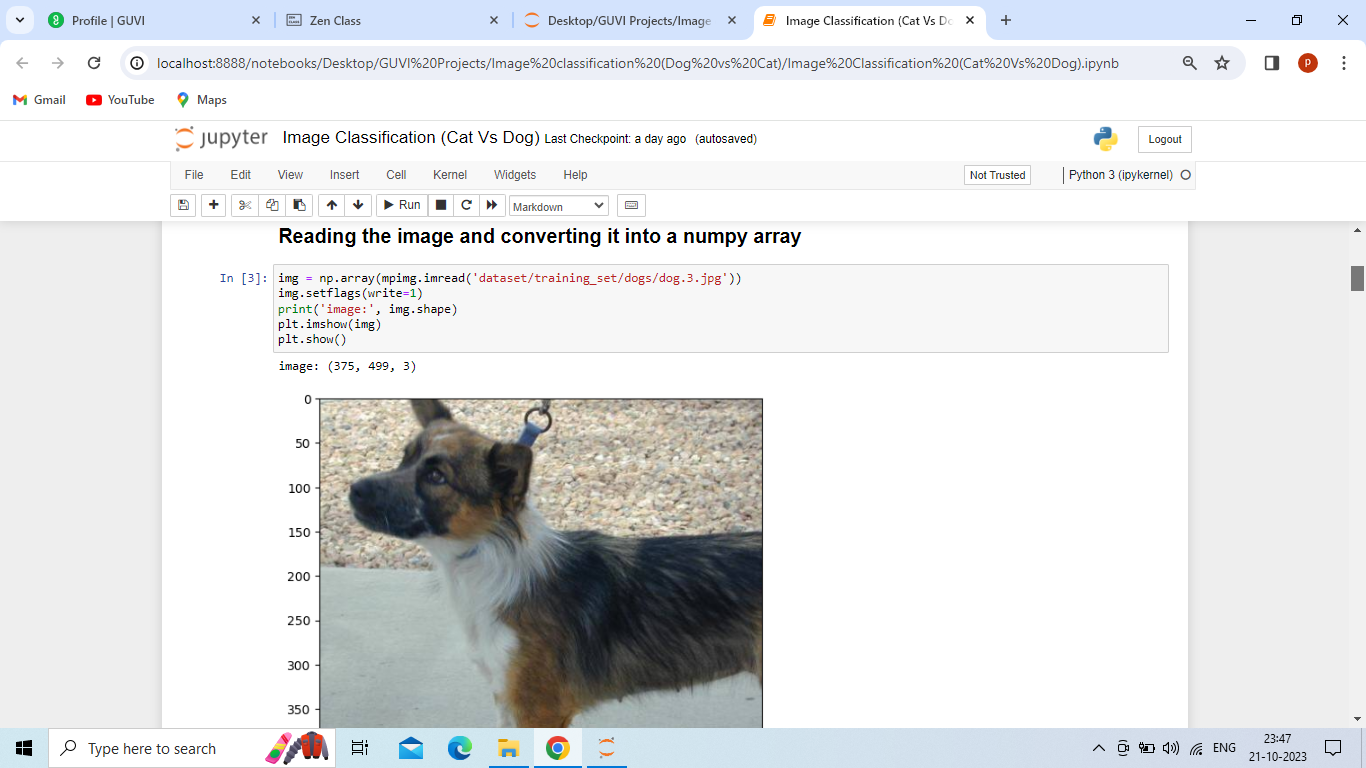 Profile | GUVI
Zen Class
Desktop/GUVI Projects/Image
Image Classification (Cat Vs Do
localhost:8888/notebooks/Desktop/GUVI%20Projects/Image%20classification%20(Dog%20vs%20Cat)/Image%20Classification%20(Cat%20Vs%20Dog).ipynb
P
Gmail YouTube Maps
jupyter Image Classification (Cat Vs Dog) Last Checkpoint: a day ago (autosaved)
Logout
File Edit View Insert Cell Kernel Widgets Help
Not Trusted
Python 3 (ipykernel)
Run
Markdown
Reading the image and converting it into a numpy array
In [3]:
img = np.array(mpimg.imread('dataset/training_set/dogs/dog.3.jpg'))
img.setflags(write=1)
print('image:', img.shape)
plt.imshow(img)
plt.show()
image: (375, 499, 3)
0
50
100
150
200
250
300
350
Type here to search
ENG
23:47
21-10-2023